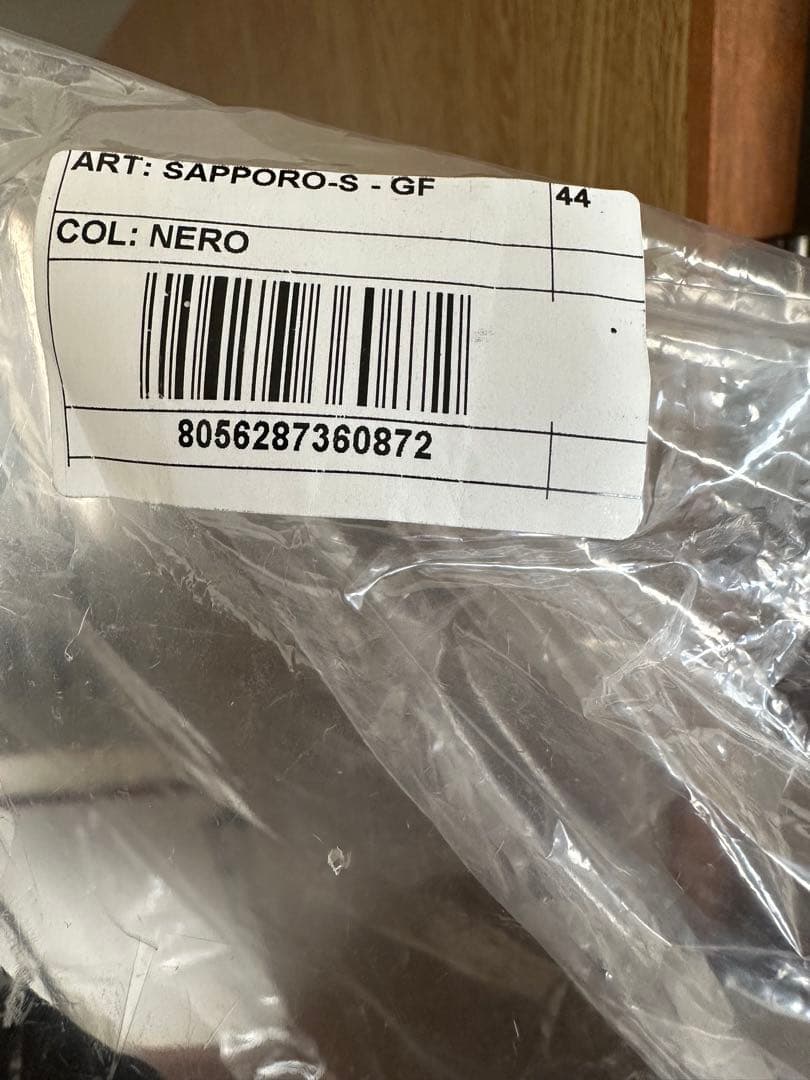 ART: SAPPORO-S - GF 44
COL: NERO
8056287360872